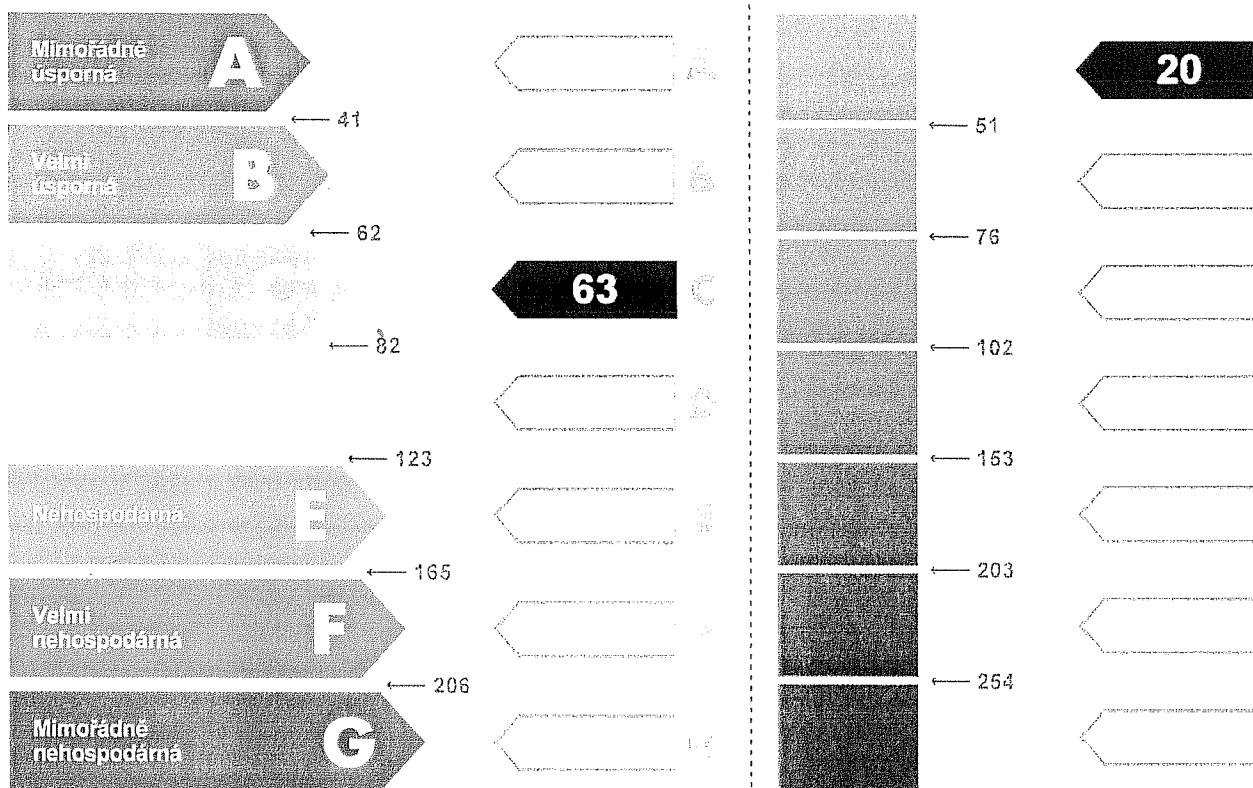 Mimořádně
úsporná
A
41
Velmi
úsporná
B
62
63
C
82
123
Nehospodárná
E
165
Velmi
nehospodárná
F
206
Mimořádně
nehospodárná
G
20
51
76
102
153
203
254